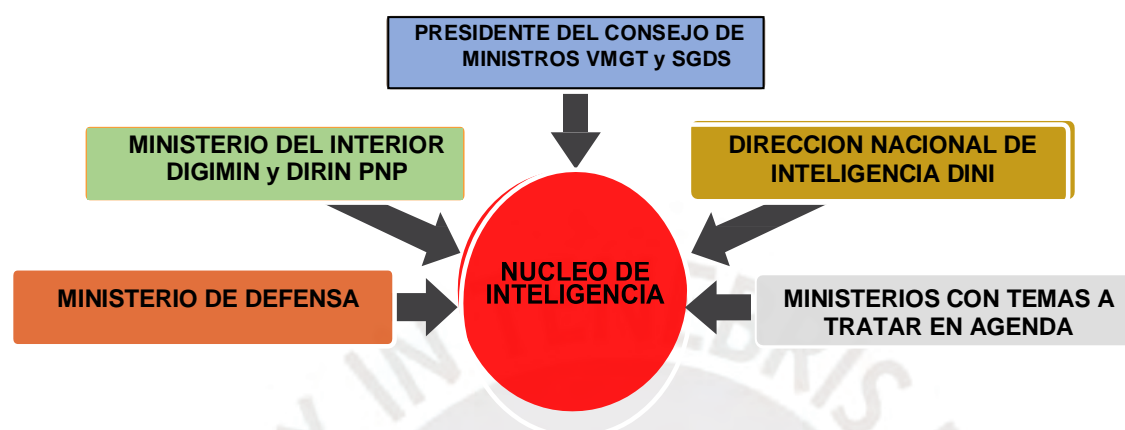 PRESIDENTE DEL CONSEJO DE
MINISTROS VMGT y SGDS
MINISTERIO DEL INTERIOR
DIGIMIN y DIRIN PNP
DIRECCION NACIONAL DE
INTELIGENCIA DINI
NUCLEO DE
INTELIGENCIA
MINISTERIO DE DEFENSA
MINISTERIOS CON TEMAS A
TRATAR EN AGENDA